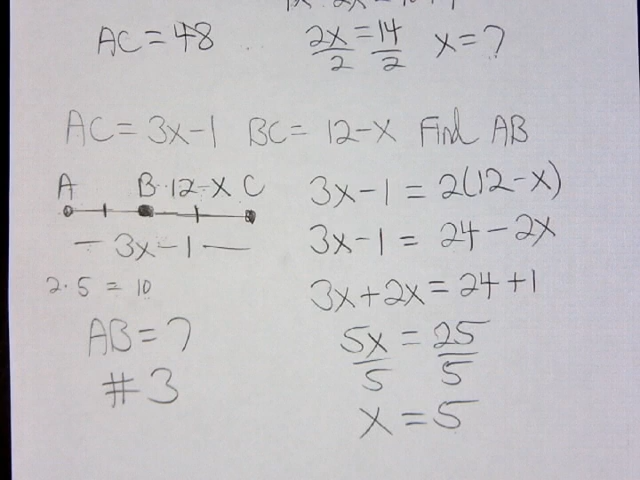 AC = 48
2x = 14
2 2
x = ?
AC = 3x-1 BC = 12-x Find AB
A B 12-x C
3x-1
2·5 = 10
AB = ?
#3
3x-1 = 2(12-x)
3x-1 = 24-2x
3x+2x = 24+1
5x = 25
5 5
x = 5